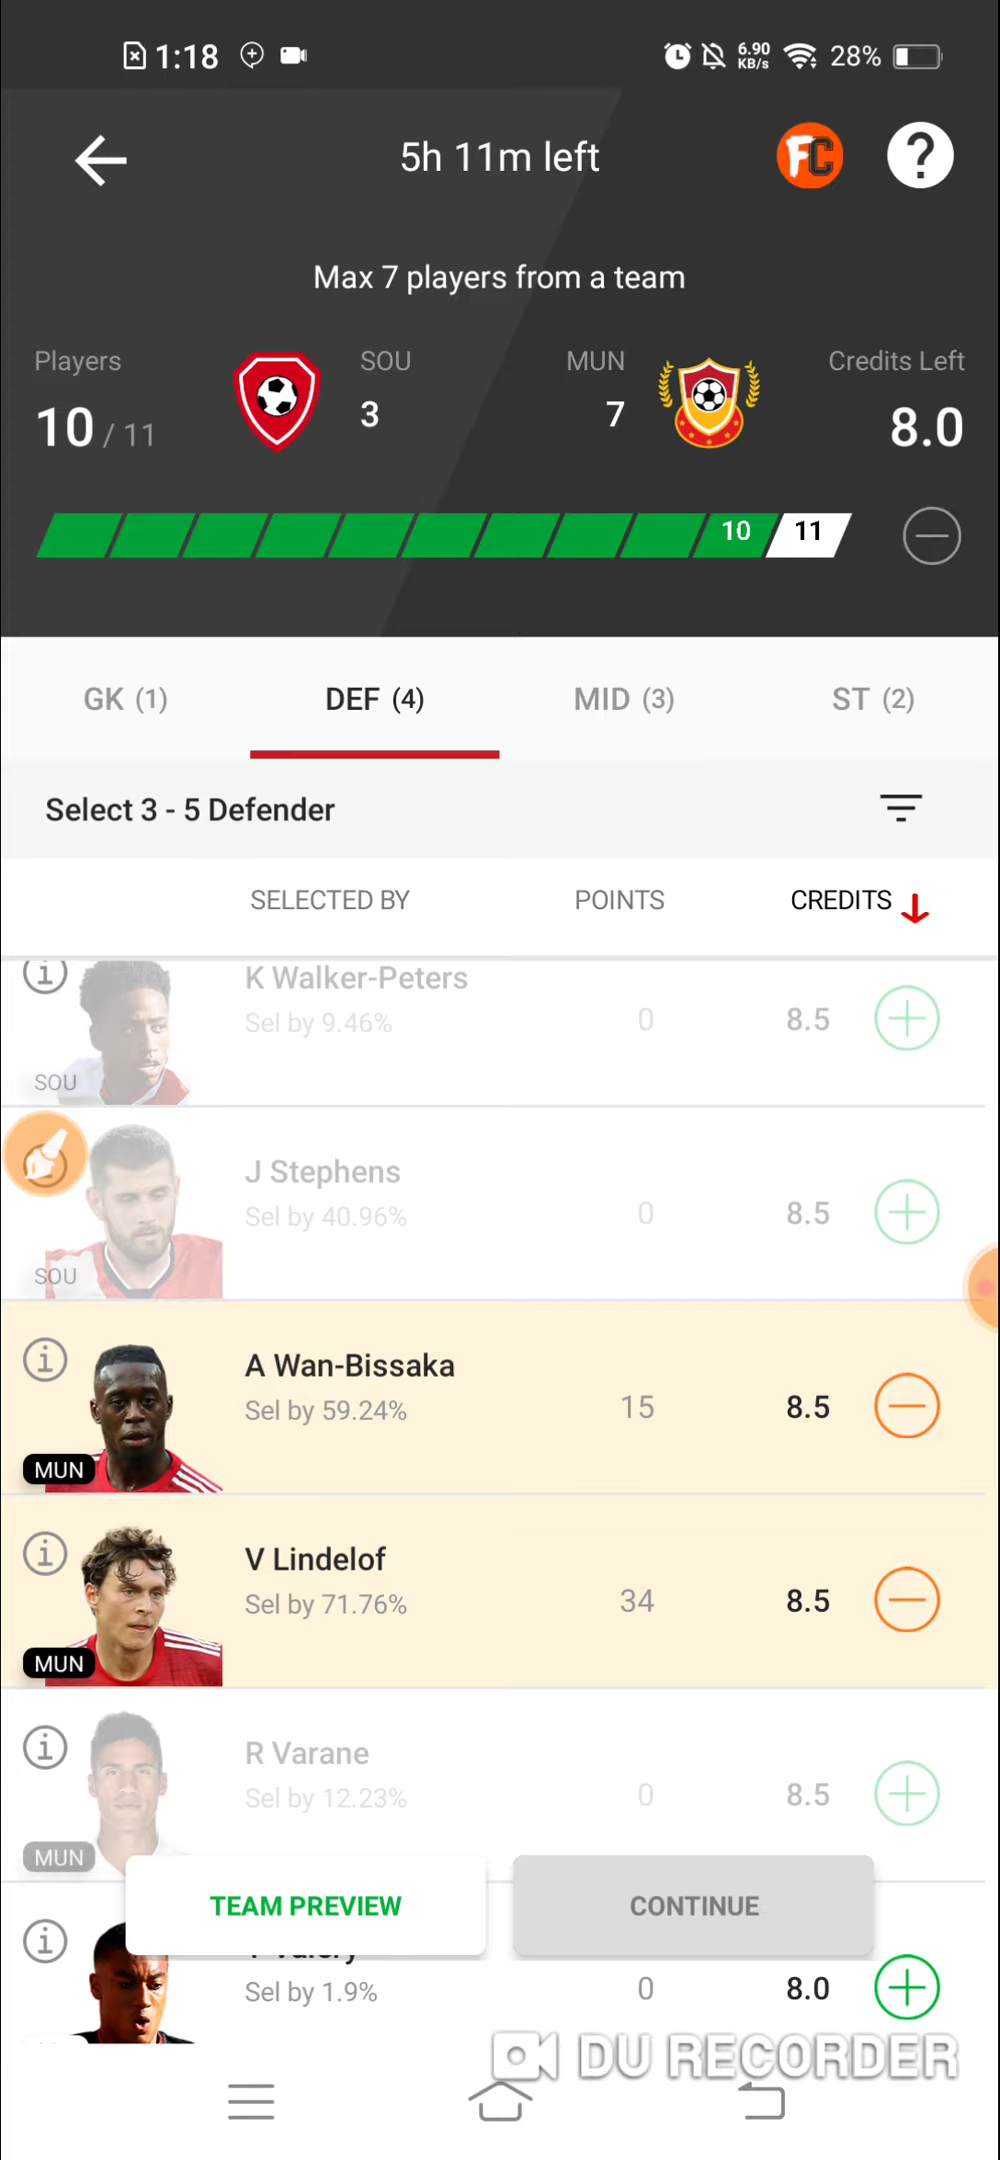 1:18
6.90
KB/s
28%
5h 11m left
FC
?
Max 7 players from a team
Players
SOU
MUN
Credits Left
10 / 11
3
7
8.0
10
11
GK (1)
DEF (4)
MID (3)
ST (2)
Select 3 - 5 Defender
SELECTED BY
POINTS
CREDITS
K Walker-Peters
Sel by 9.46%
0
8.5
SOU
J Stephens
Sel by 40.96%
0
8.5
SOU
A Wan-Bissaka
Sel by 59.24%
15
8.5
MUN
V Lindelof
Sel by 71.76%
34
8.5
MUN
R Varane
Sel by 12.23%
0
8.5
MUN
TEAM PREVIEW
CONTINUE
Sel by 1.9%
0
8.0
DU RECORDER